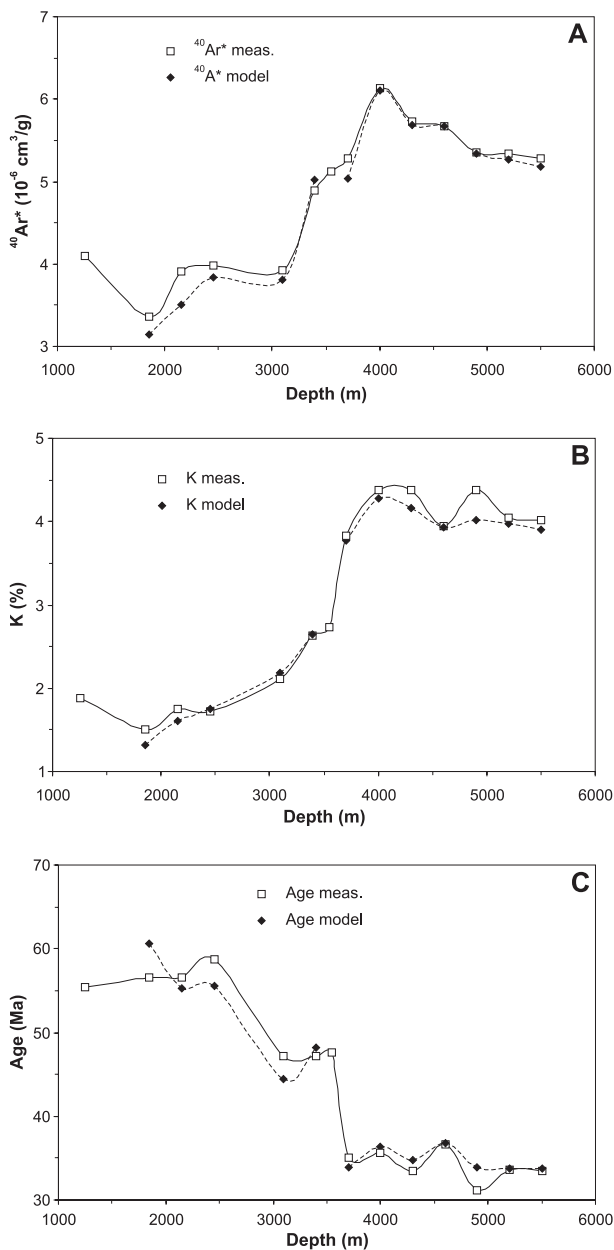 A
⁴⁰Ar* meas.
⁴⁰A* model
7
6
5
4
3
⁴⁰Ar* (10⁻⁶ cm³/g)
1000 2000 3000 4000 5000 6000
Depth (m)
B
K meas.
K model
5
4
3
2
1
K (%)
1000 2000 3000 4000 5000 6000
Depth (m)
C
Age meas.
Age model
70
60
50
40
30
Age (Ma)
1000 2000 3000 4000 5000 6000
Depth (m)